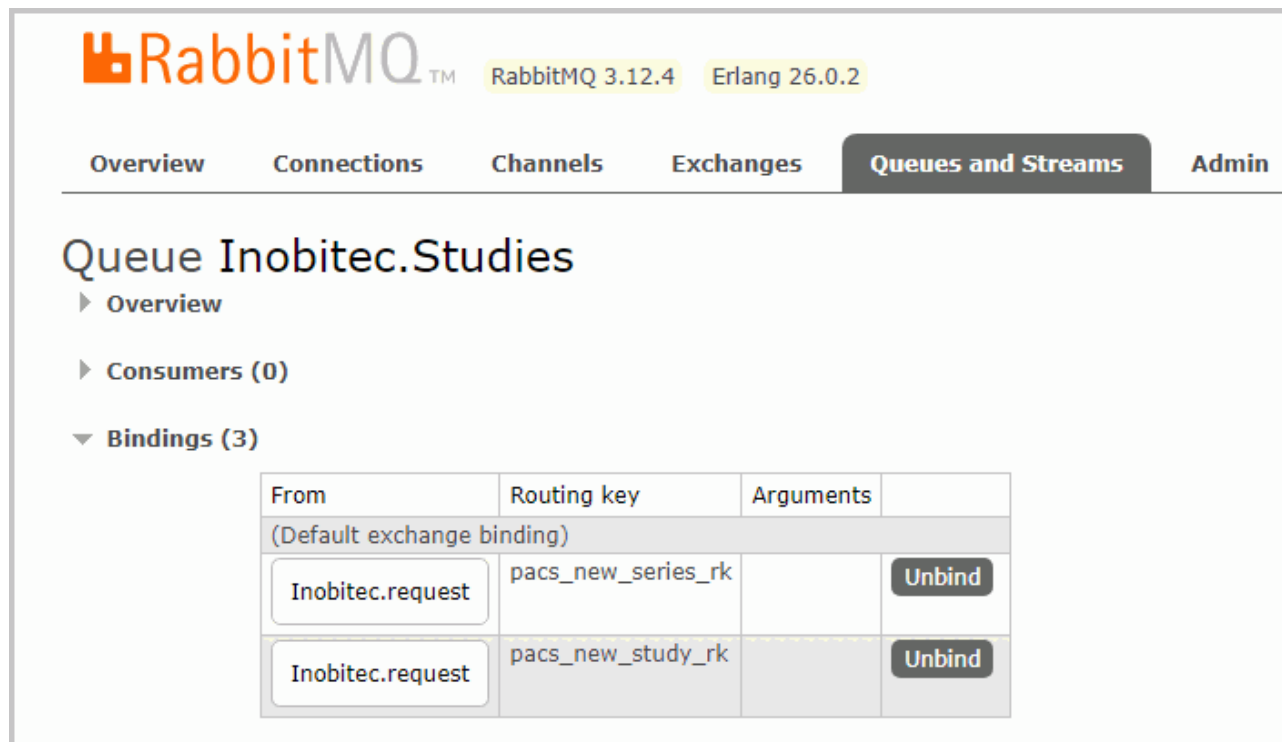 RabbitMQ TM RabbitMQ 3.12.4 Erlang 26.0.2
Overview Connections Channels Exchanges Queues and Streams Admin
Queue Inobitec.Studies
Overview
Consumers (0)
Bindings (3)
From Routing key Arguments
(Default exchange binding)
Inobitec.request pacs_new_series_rk Unbind
Inobitec.request pacs_new_study_rk Unbind